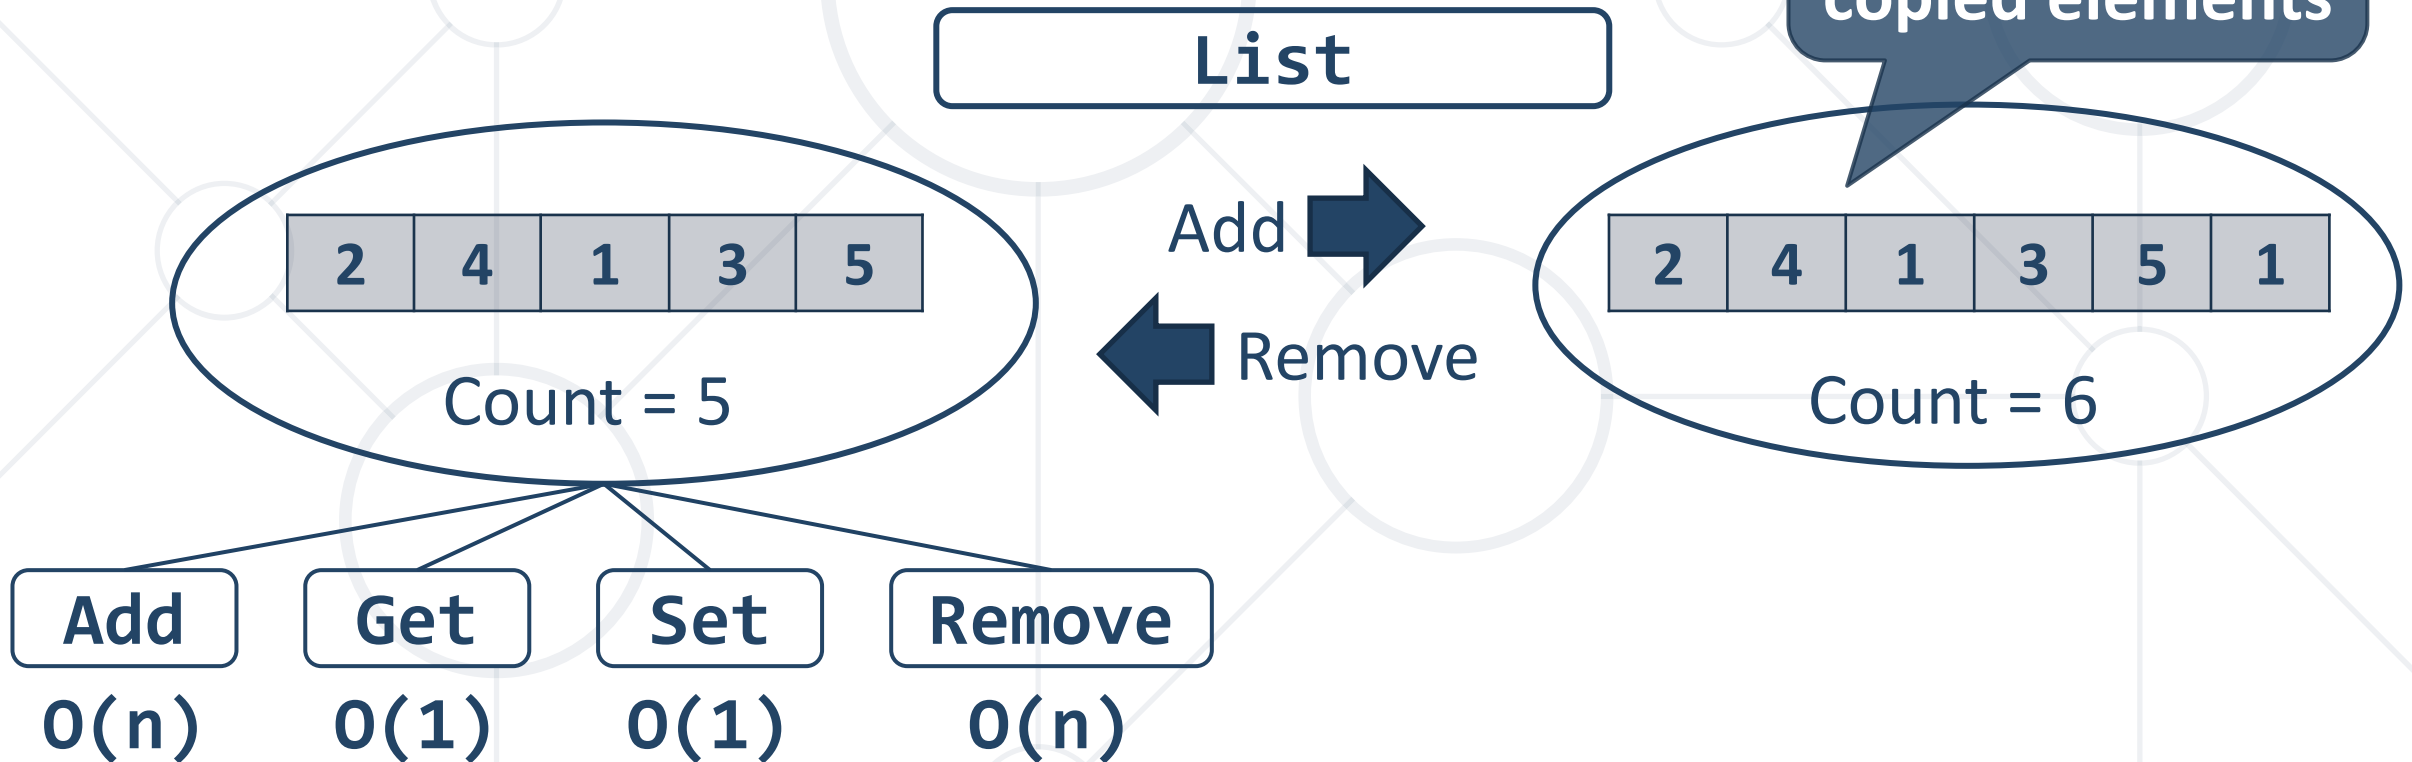 copied elements
List
Add
Remove
2 4 1 3 5
Count = 5
2 4 1 3 5 1
Count = 6
Add Get Set Remove
O(n) O(1) O(1) O(n)